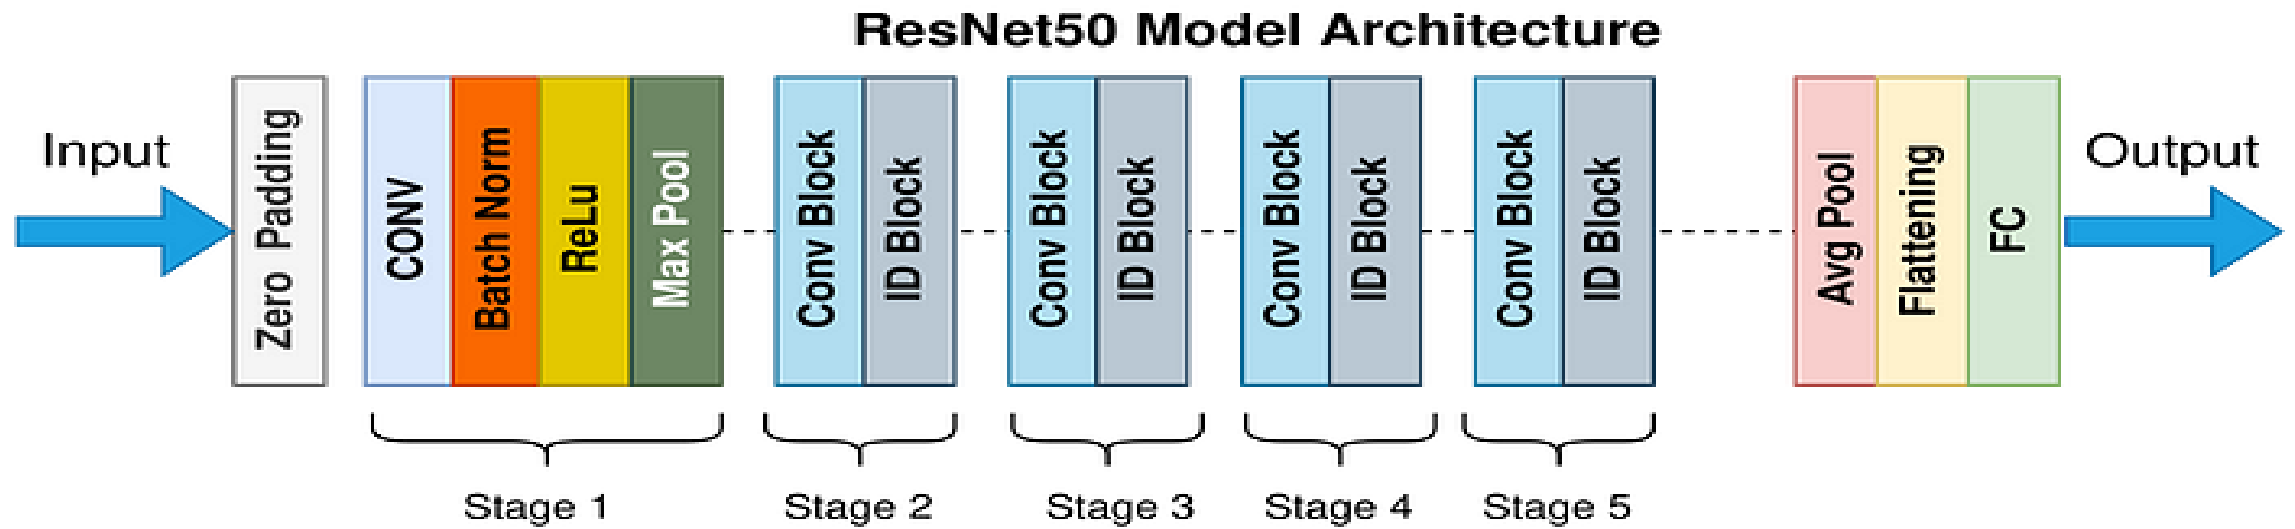 ResNet50 Model Architecture
Input
Zero Padding
CONV
Batch Norm
ReLu
Max Pool
Conv Block
ID Block
Conv Block
ID Block
Conv Block
ID Block
Conv Block
ID Block
Avg Pool
Flattening
FC
Output
Stage 1
Stage 2
Stage 3
Stage 4
Stage 5